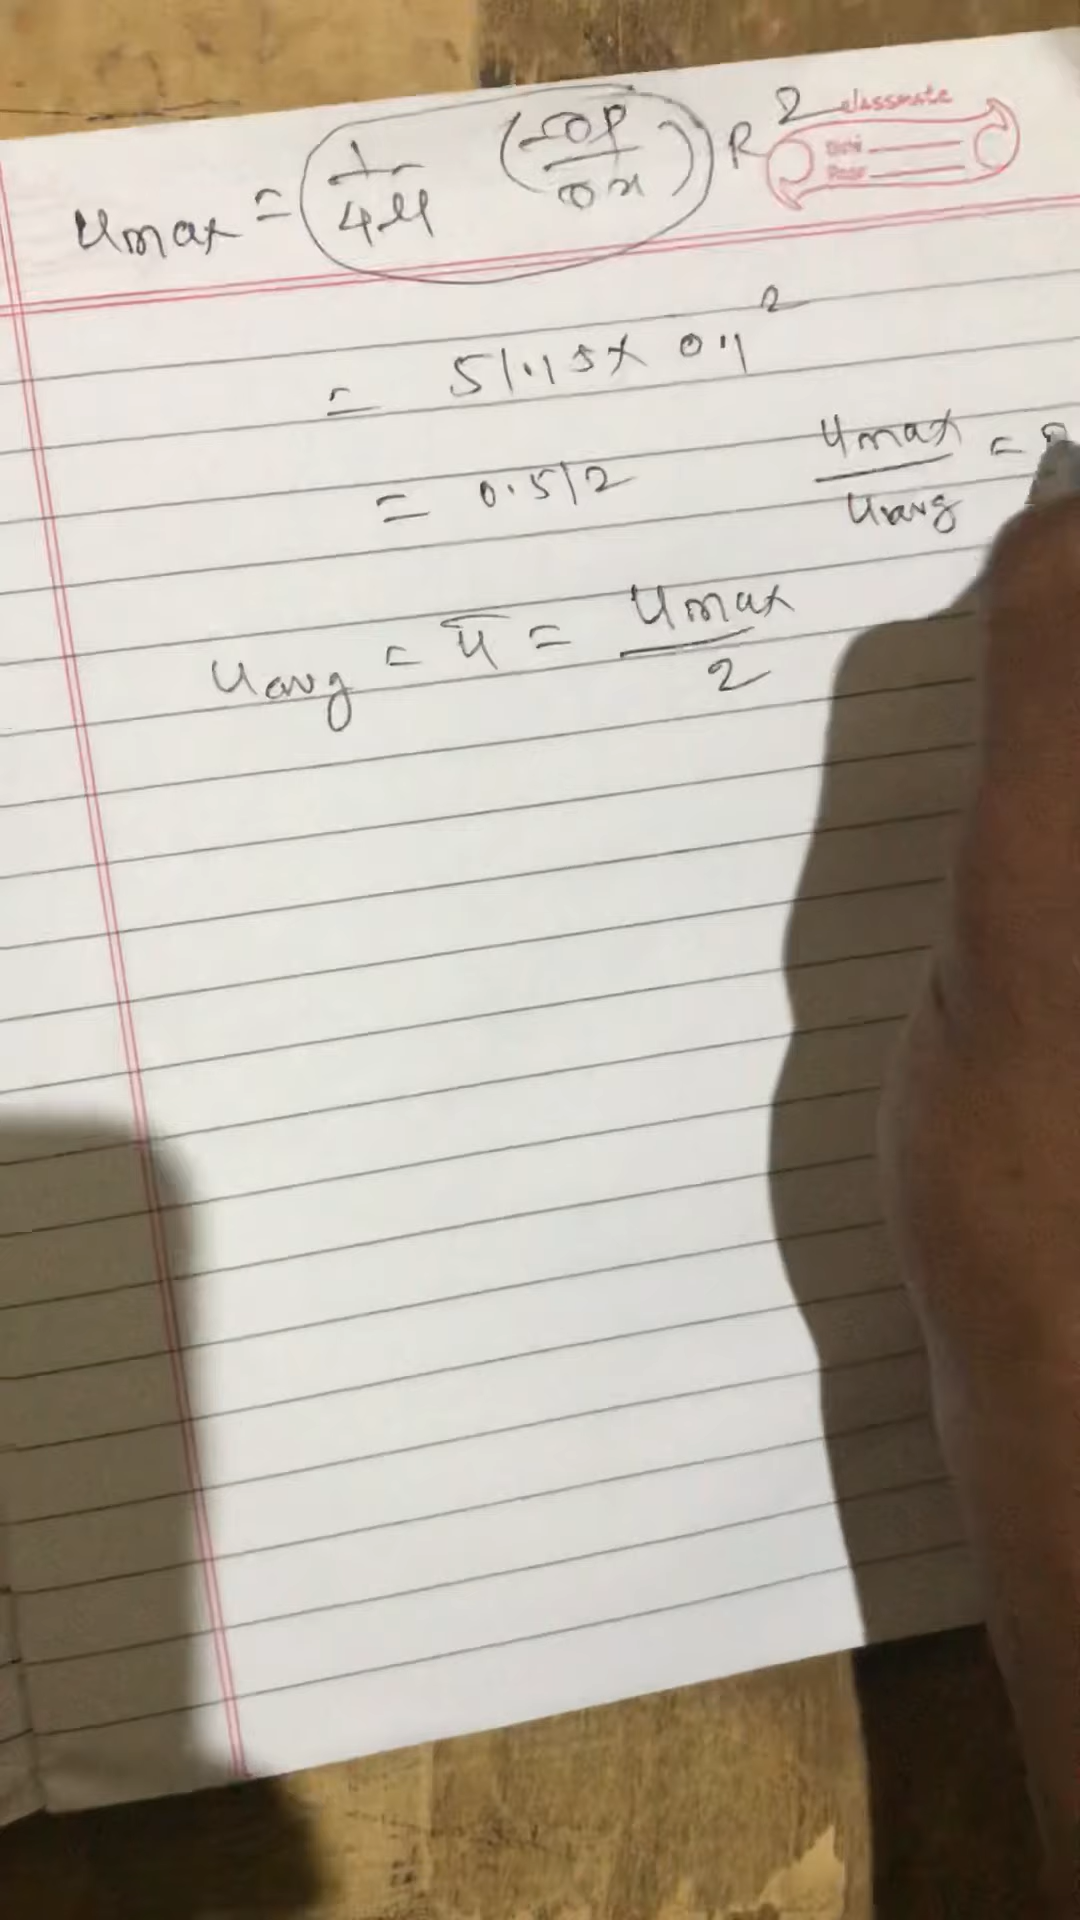 umax = 1/4μ (-∂P/∂x) R² classmate
= 51.15 × 0.1²
= 0.512 umax/uavg =
uavg = ū = umax/2